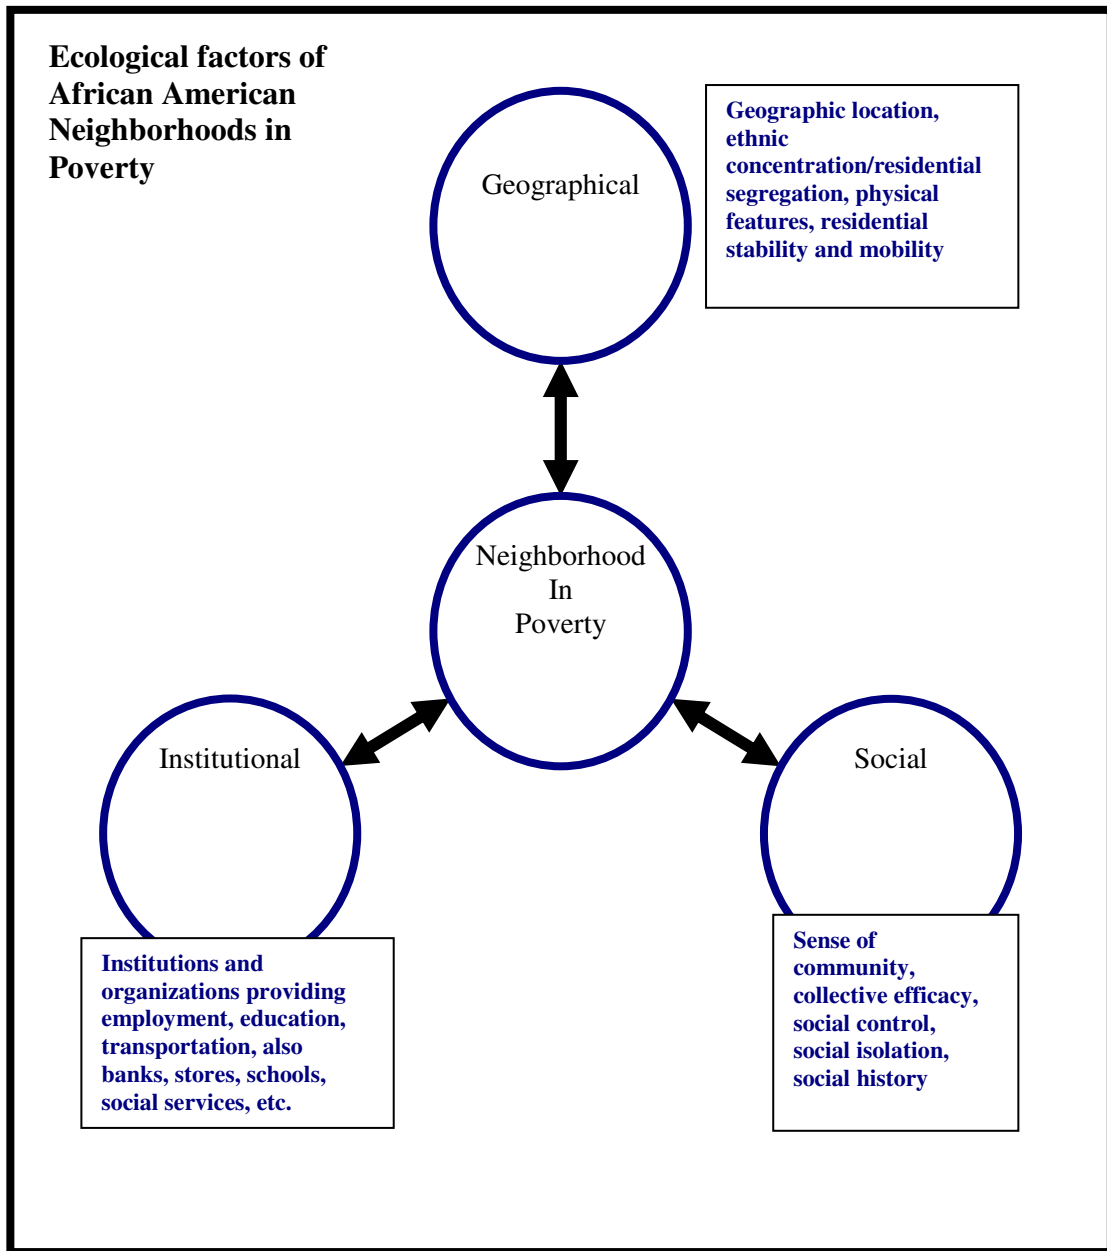 Ecological factors of
African American
Neighborhoods in
Poverty
Geographical
Geographic location,
ethnic
concentration/residential
segregation, physical
features, residential
stability and mobility
Neighborhood
In
Poverty
Institutional
Social
Institutions and
organizations providing
employment, education,
transportation, also
banks, stores, schools,
social services, etc.
Sense of
community,
collective efficacy,
social control,
social isolation,
social history